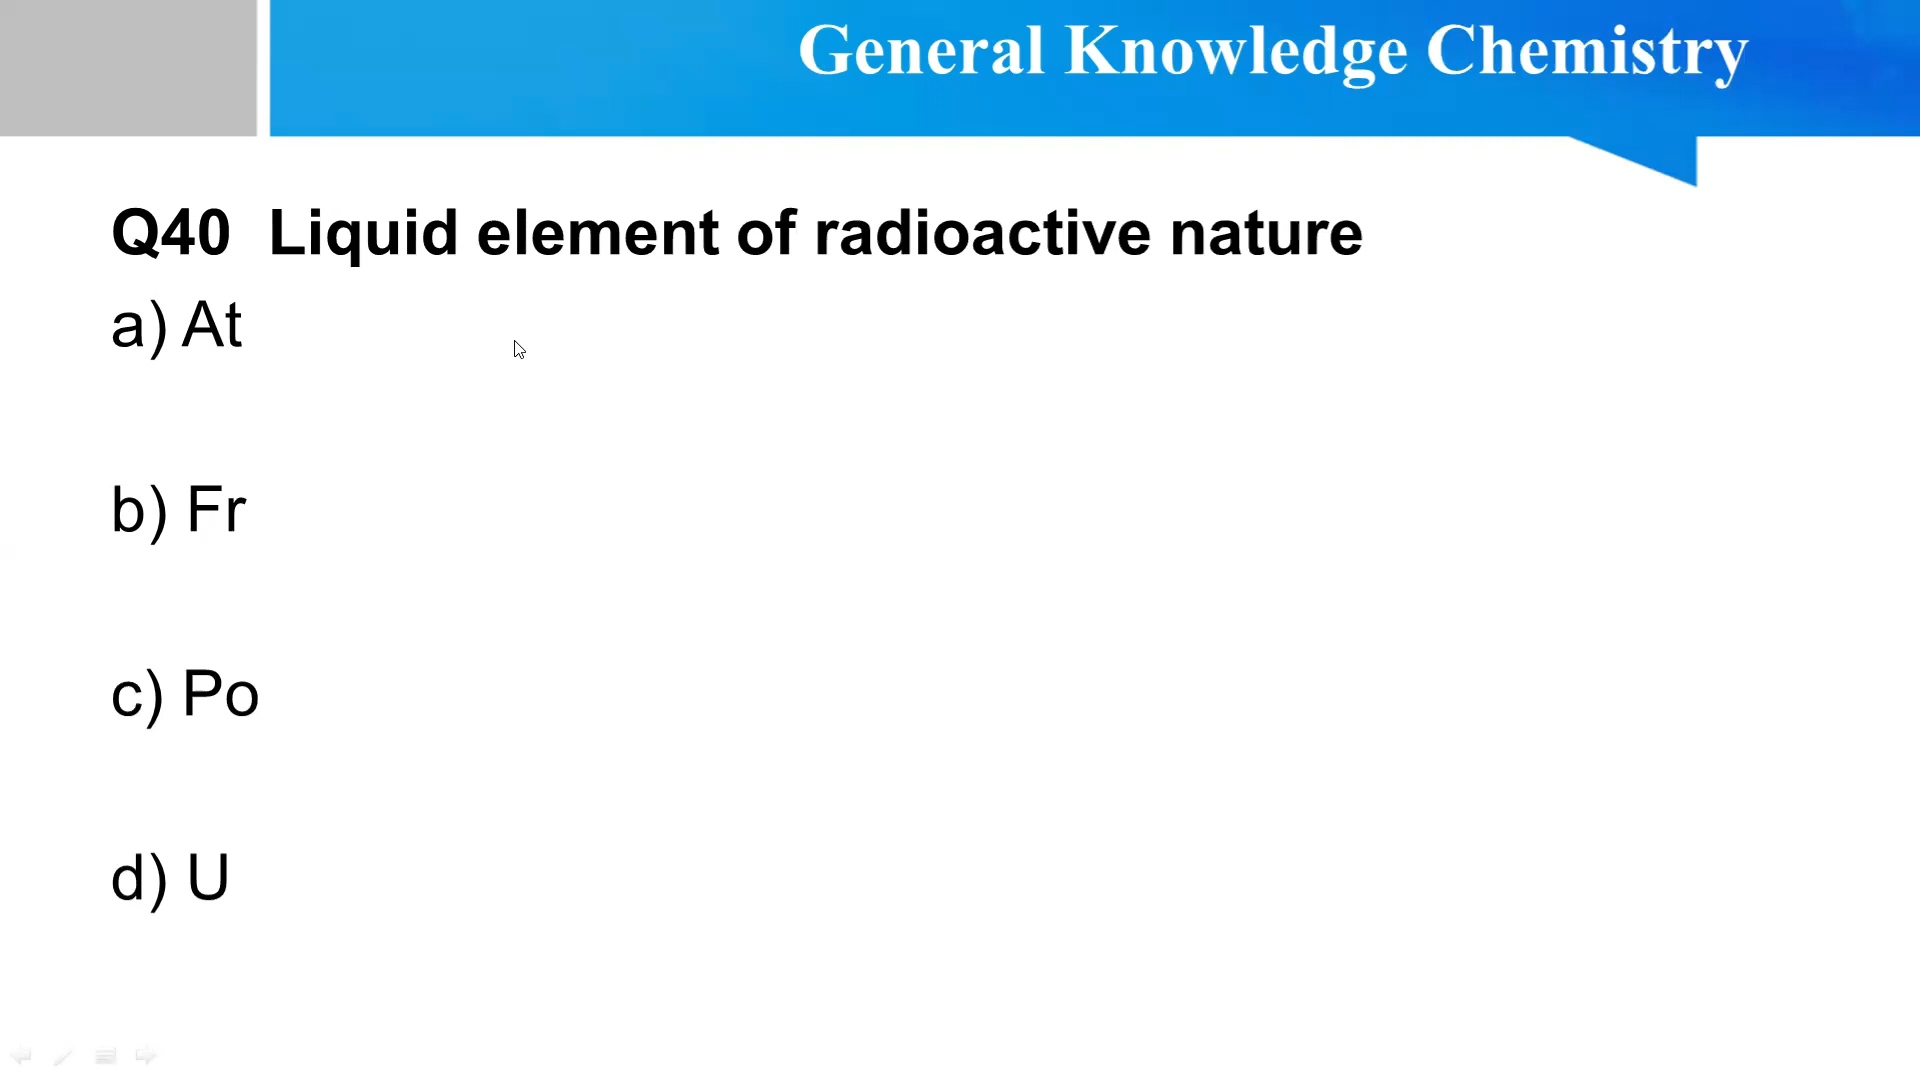 General Knowledge Chemistry
Q40 Liquid element of radioactive nature
a) At
b) Fr
c) Po
d) U